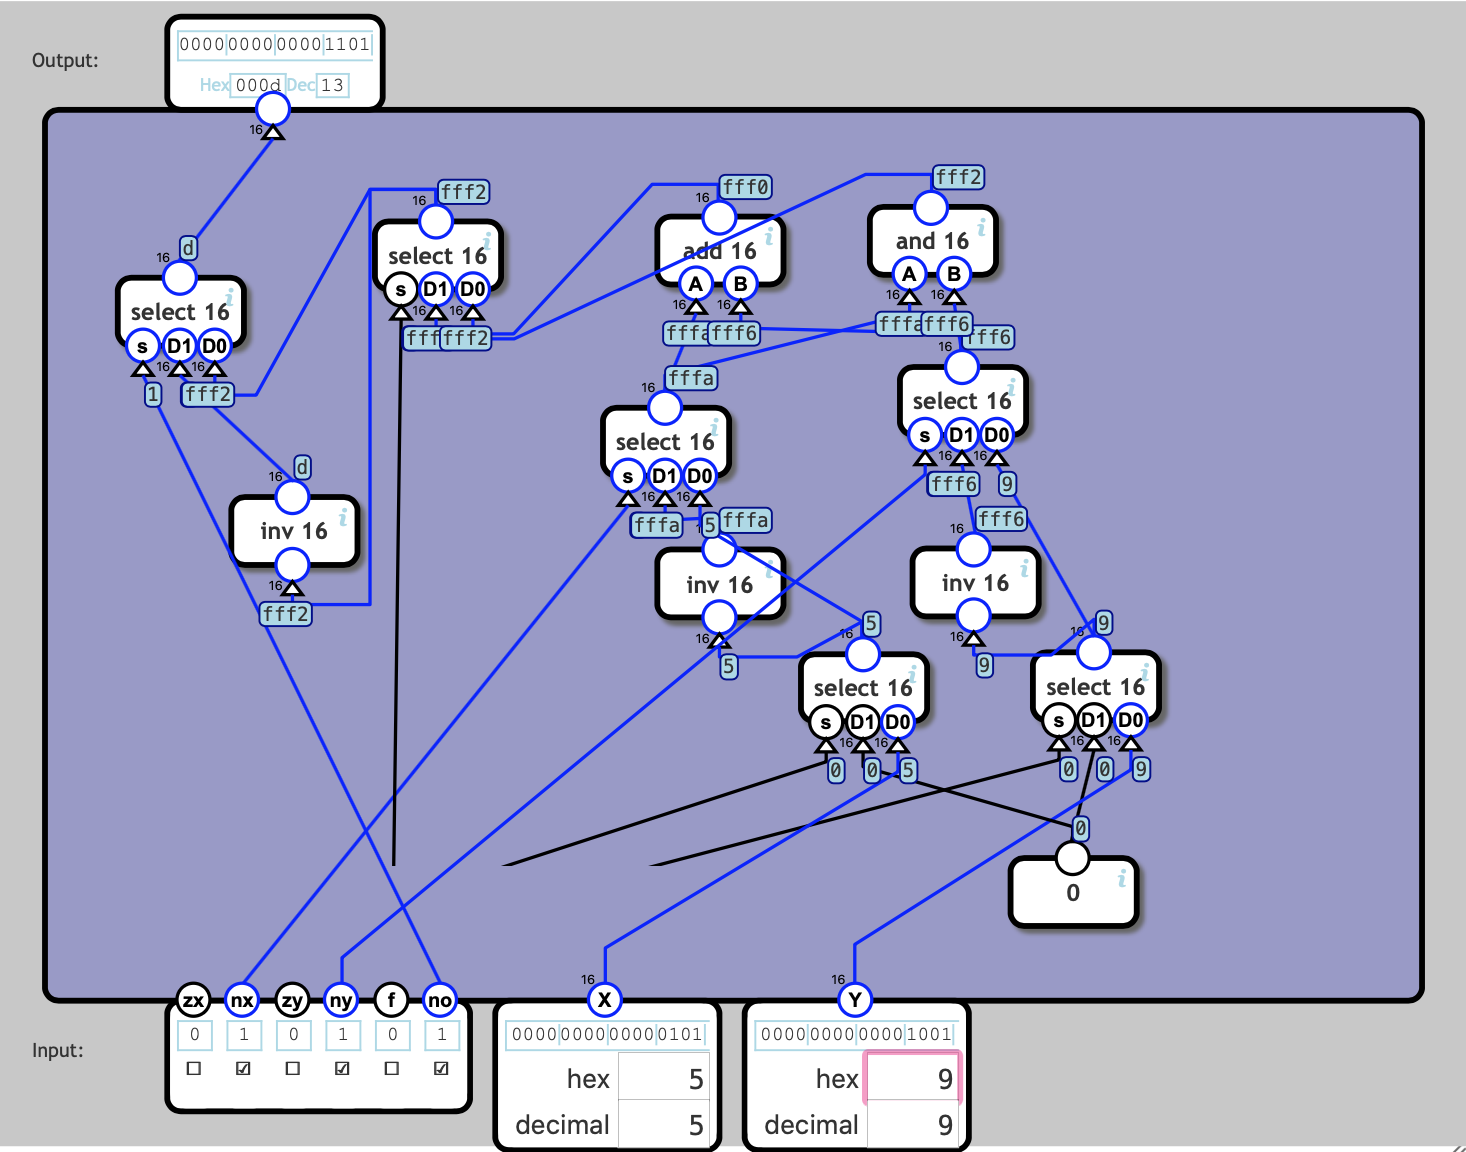 Output:
0000 0000 0000 1101
Hex 000d Dec 13
16
fff2
16
fff0
16
fff2
16
d
16
select 16 i
s D1 D0
16 16
1 fff2
select 16 i
s D1 D0
16 16
fff2
add 16 i
A B
16 16
fffa fff6
and 16 i
A B
16 16
fffa fff6
fff6
16
select 16 i
s D1 D0
16 16
fff6 9
fffa
16
select 16 i
s D1 D0
16 16
fffa 5 fffa
d
16
inv 16 i
16
fff2
inv 16 i
16
5
fff6
16
inv 16 i
16
9
5
16
select 16 i
s D1 D0
16 16
0 0 5
9
16
select 16 i
s D1 D0
16 16
0 0 9
0
0 i
Input:
zx nx zy ny f no
0 1 0 1 0 1
16
X
0000 0000 0000 0101
hex 5
decimal 5
16
Y
0000 0000 0000 1001
hex 9
decimal 9